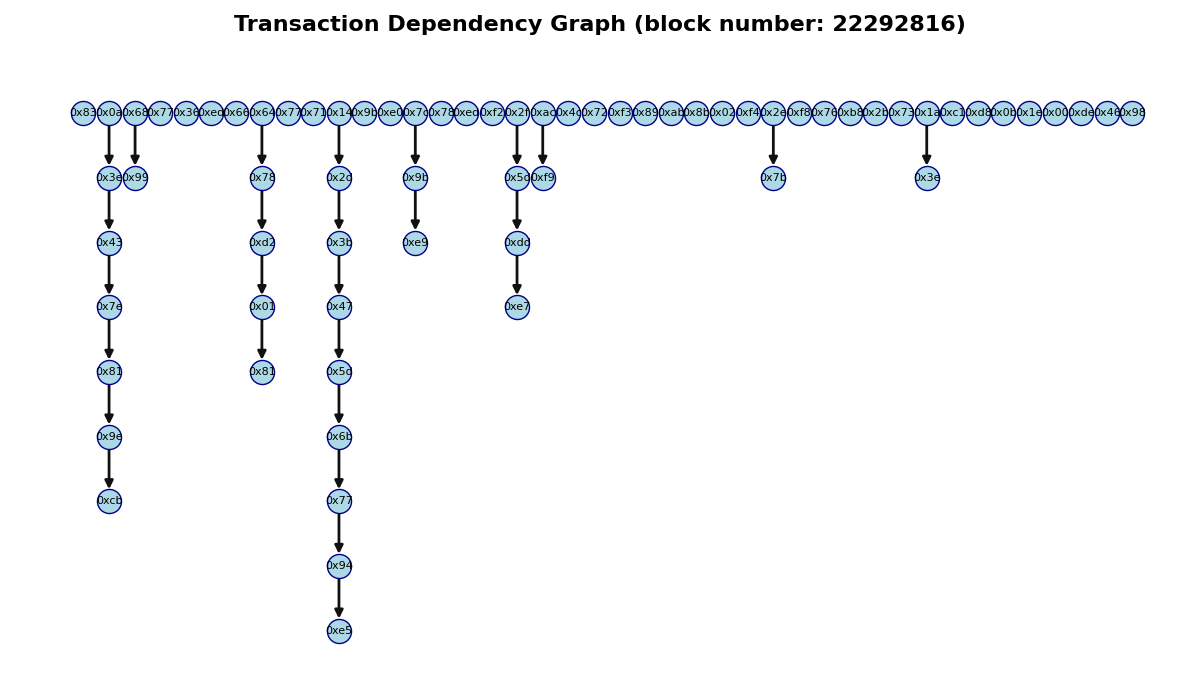 Transaction Dependency Graph (block number: 22292816)
0x83 0x0a 0x68 0x77 0x36 0xed 0x66 0x64 0x77 0x71 0x14 0x9b 0xe0 0x7c 0x78 0xed 0xf2 0x2f 0xac 0x4c 0x72 0xf3 0x89 0xab 0x8b 0x02 0xf4 0x2e 0xf8 0x76 0xb8 0x2b 0x73 0x1a 0xc1 0xd8 0x0b 0x1e 0x00 0xde 0x46 0x98
0x3e 0x99 0x78 0x2d 0x9b 0x5d 0xf9 0x7b 0x3e
0x43 0xd2 0x3b 0xe9 0xdd
0x7e 0x01 0x47 0xe7
0x81 0x81 0x5d
0x9e 0x6b
0xcb 0x77
0x94
0xe5